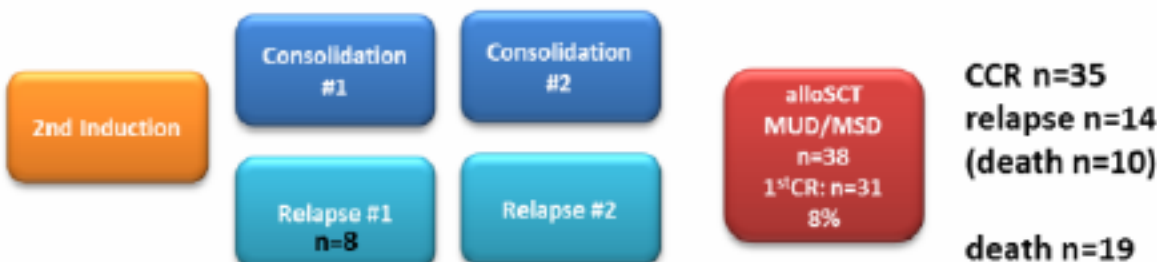 2nd Induction
Consolidation
#1
Consolidation
#2
Relapse #1
n=8
Relapse #2
alloSCT
MUD/MSD
n=38
1stCR: n=31
8%
CCR n=35
relapse n=14
(death n=10)
death n=19